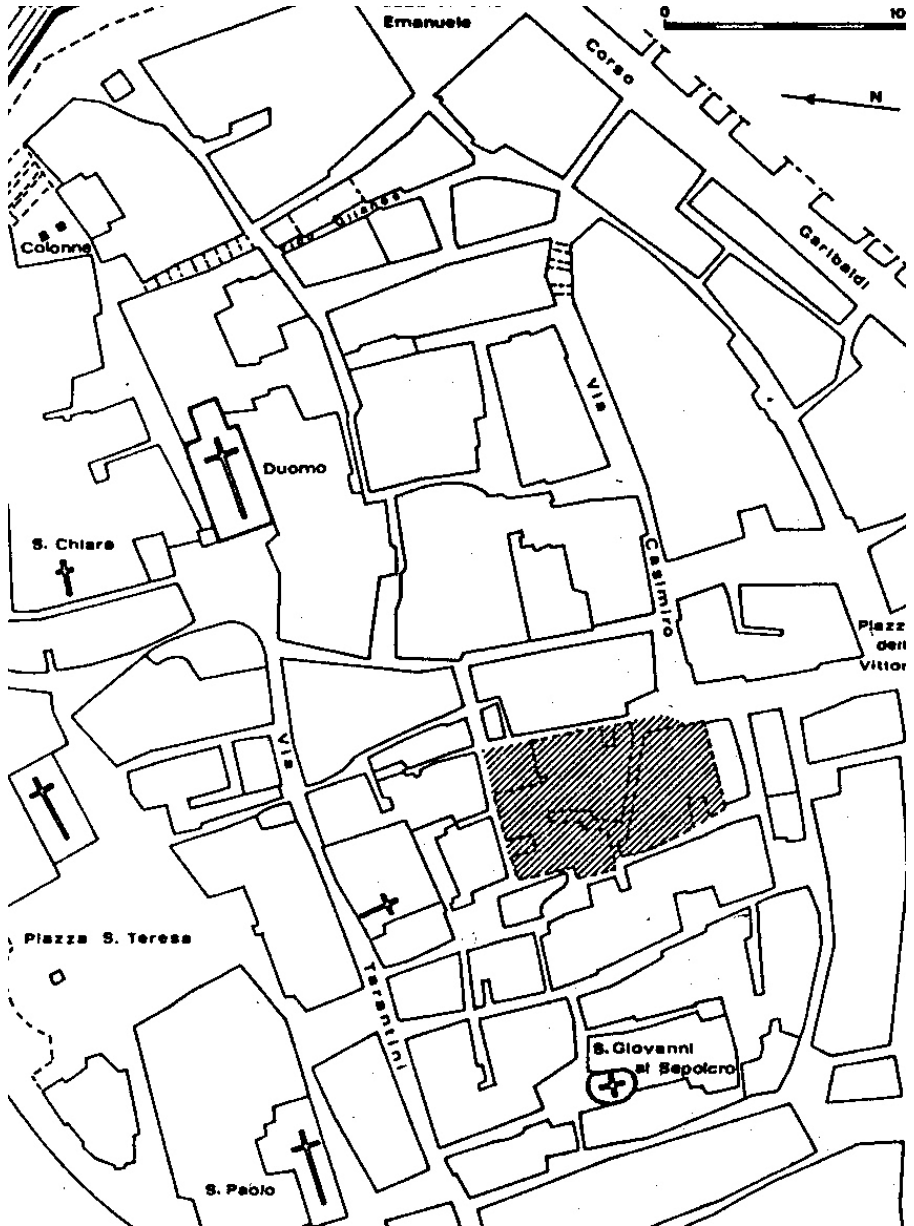 Emanuele
0
10
Corso
N
Garibaldi
Colonne
Via
Duomo
S. Chiara
Casimiro
Piazz
dell
Vittor
Via
Piazza S. Teresa
Tarantini
S. Giovanni
al Sepolcro
S. Paolo